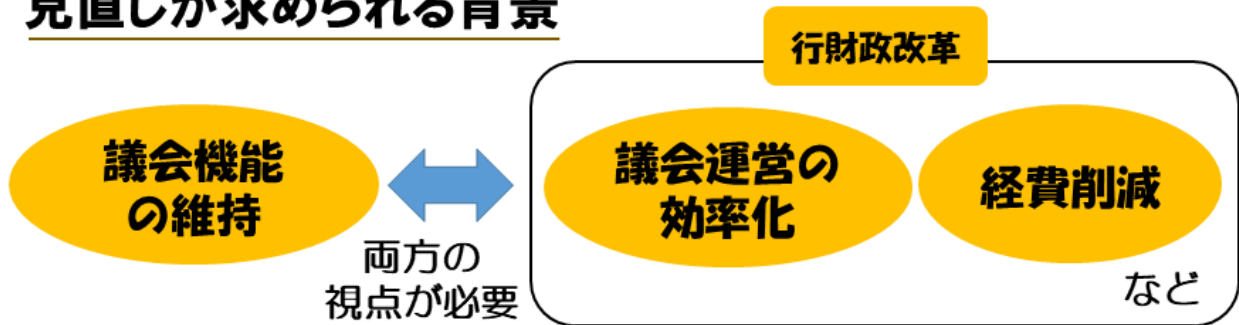 見直しが求められる背景
行財政改革
議会機能
の維持
両方の
視点が必要
議会運営の
効率化
経費削減
など